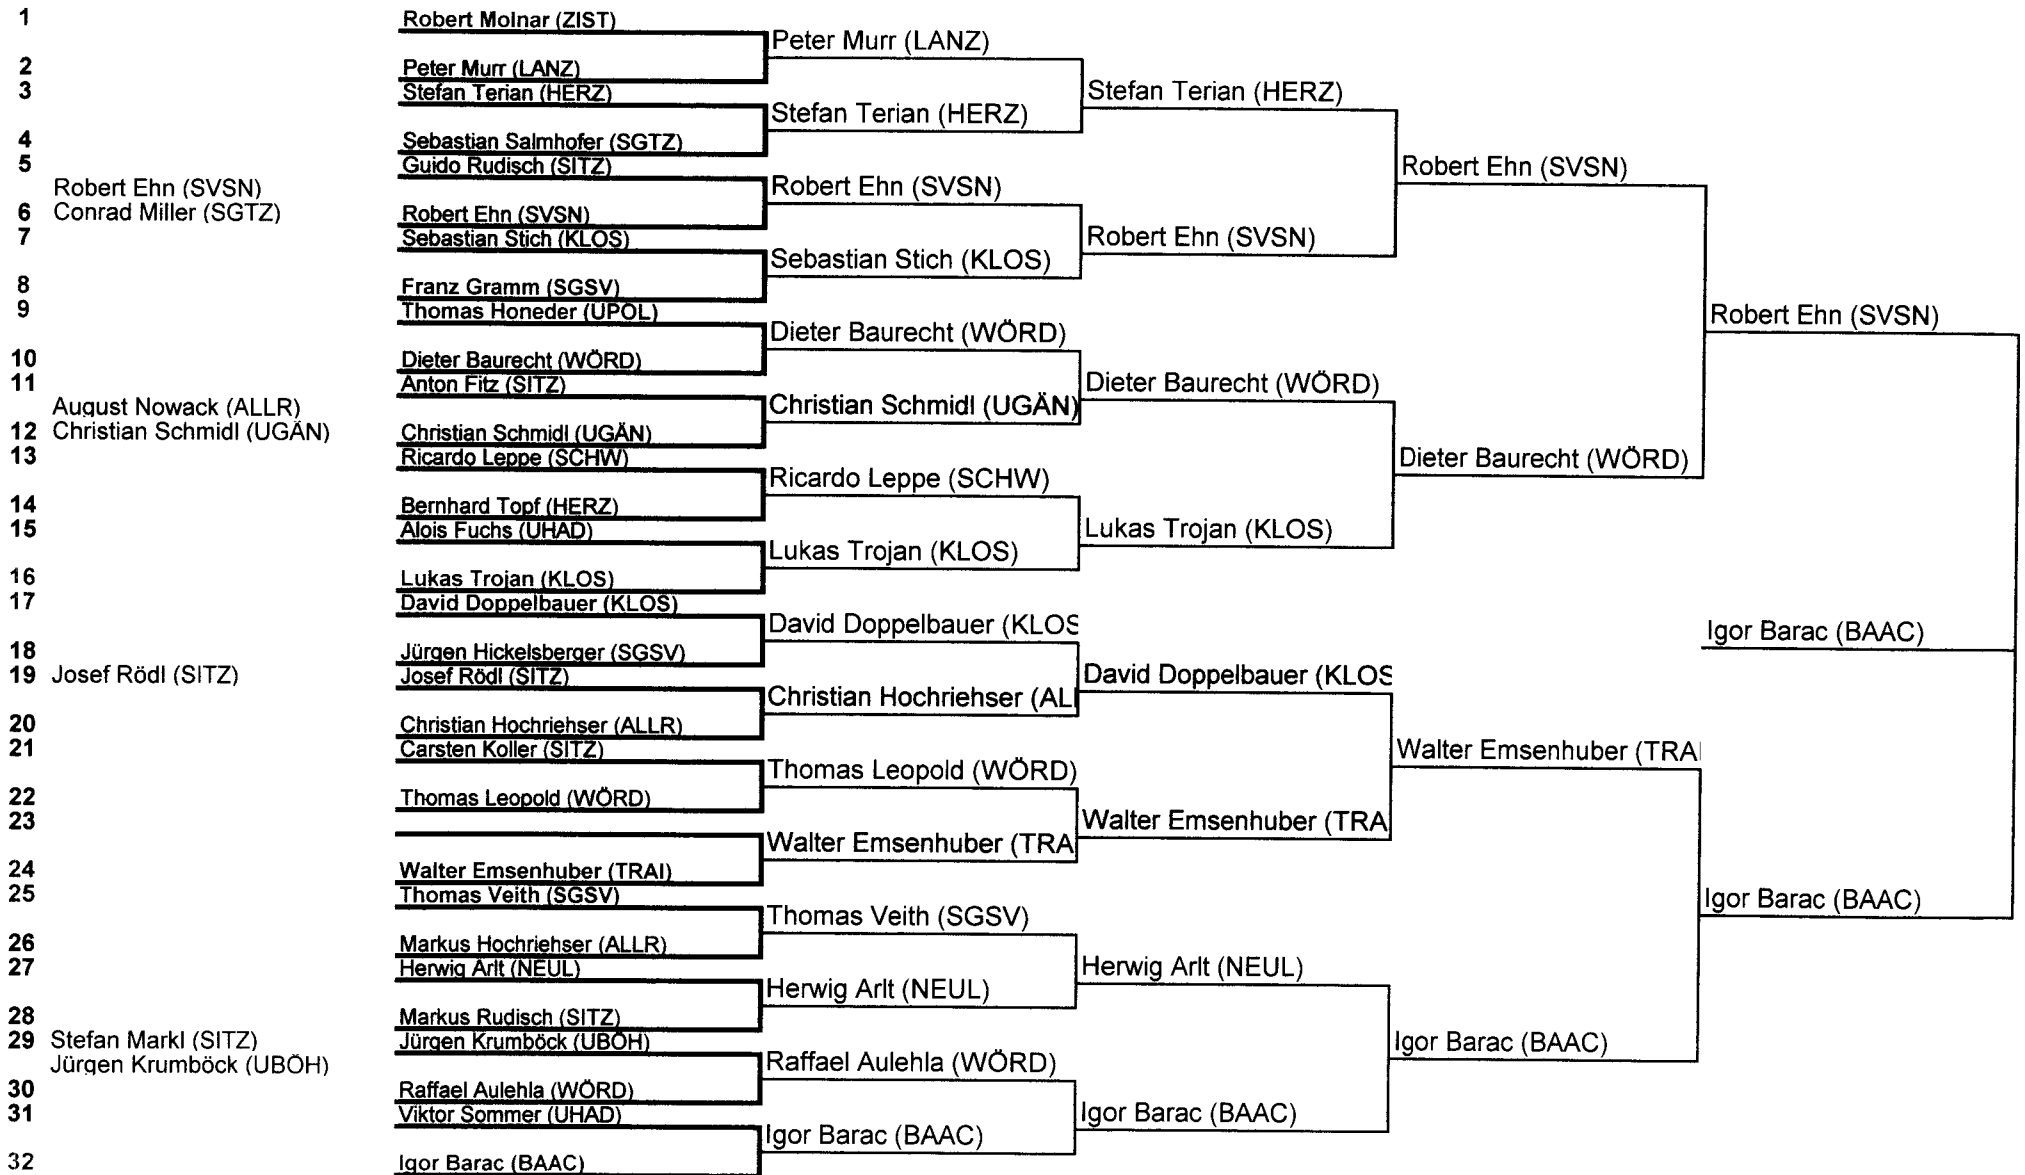 1 Robert Molnar (ZIST)
Peter Murr (LANZ)
2 Peter Murr (LANZ)
3 Stefan Terian (HERZ)
Stefan Terian (HERZ)
Stefan Terian (HERZ)
4 Sebastian Salmhofer (SGTZ)
5 Guido Rudisch (SITZ)
Robert Ehn (SVSN)
Robert Ehn (SVSN)
Robert Ehn (SVSN)
6 Conrad Miller (SGTZ) Robert Ehn (SVSN)
7 Sebastian Stich (KLOS)
Robert Ehn (SVSN)
Sebastian Stich (KLOS)
8 Franz Gramm (SGSV)
9 Thomas Honeder (UPOL)
Robert Ehn (SVSN)
Dieter Baurecht (WÖRD)
10 Dieter Baurecht (WÖRD)
11 Anton Fitz (SITZ)
Dieter Baurecht (WÖRD)
August Nowack (ALLR)
Christian Schmidl (UGÄN)
12 Christian Schmidl (UGÄN) Christian Schmidl (UGÄN)
13 Ricardo Leppe (SCHW)
Dieter Baurecht (WÖRD)
Ricardo Leppe (SCHW)
14 Bernhard Topf (HERZ)
15 Alois Fuchs (UHAD)
Lukas Trojan (KLOS)
Lukas Trojan (KLOS)
16 Lukas Trojan (KLOS)
17 David Doppelbauer (KLOS)
David Doppelbauer (KLOS
Igor Barac (BAAC)
18 Jürgen Hickelsberger (SGSV)
19 Josef Rödl (SITZ) Josef Rödl (SITZ)
David Doppelbauer (KLOS
Christian Hochriehser (ALL
20 Christian Hochriehser (ALLR)
21 Carsten Koller (SITZ)
Walter Emsenhuber (TRAI
Thomas Leopold (WÖRD)
22 Thomas Leopold (WÖRD)
23
Walter Emsenhuber (TRA
Walter Emsenhuber (TRA
24 Walter Emsenhuber (TRAI)
25 Thomas Veith (SGSV)
Igor Barac (BAAC)
Thomas Veith (SGSV)
26 Markus Hochriehser (ALLR)
27 Herwig Arlt (NEUL)
Herwig Arlt (NEUL)
Herwig Arlt (NEUL)
28 Markus Rudisch (SITZ)
29 Stefan Markl (SITZ) Jürgen Krumböck (UBÖH)
Igor Barac (BAAC)
Jürgen Krumböck (UBÖH)
Raffael Aulehla (WÖRD)
30 Raffael Aulehla (WÖRD)
31 Viktor Sommer (UHAD)
Igor Barac (BAAC)
Igor Barac (BAAC)
32 Igor Barac (BAAC)